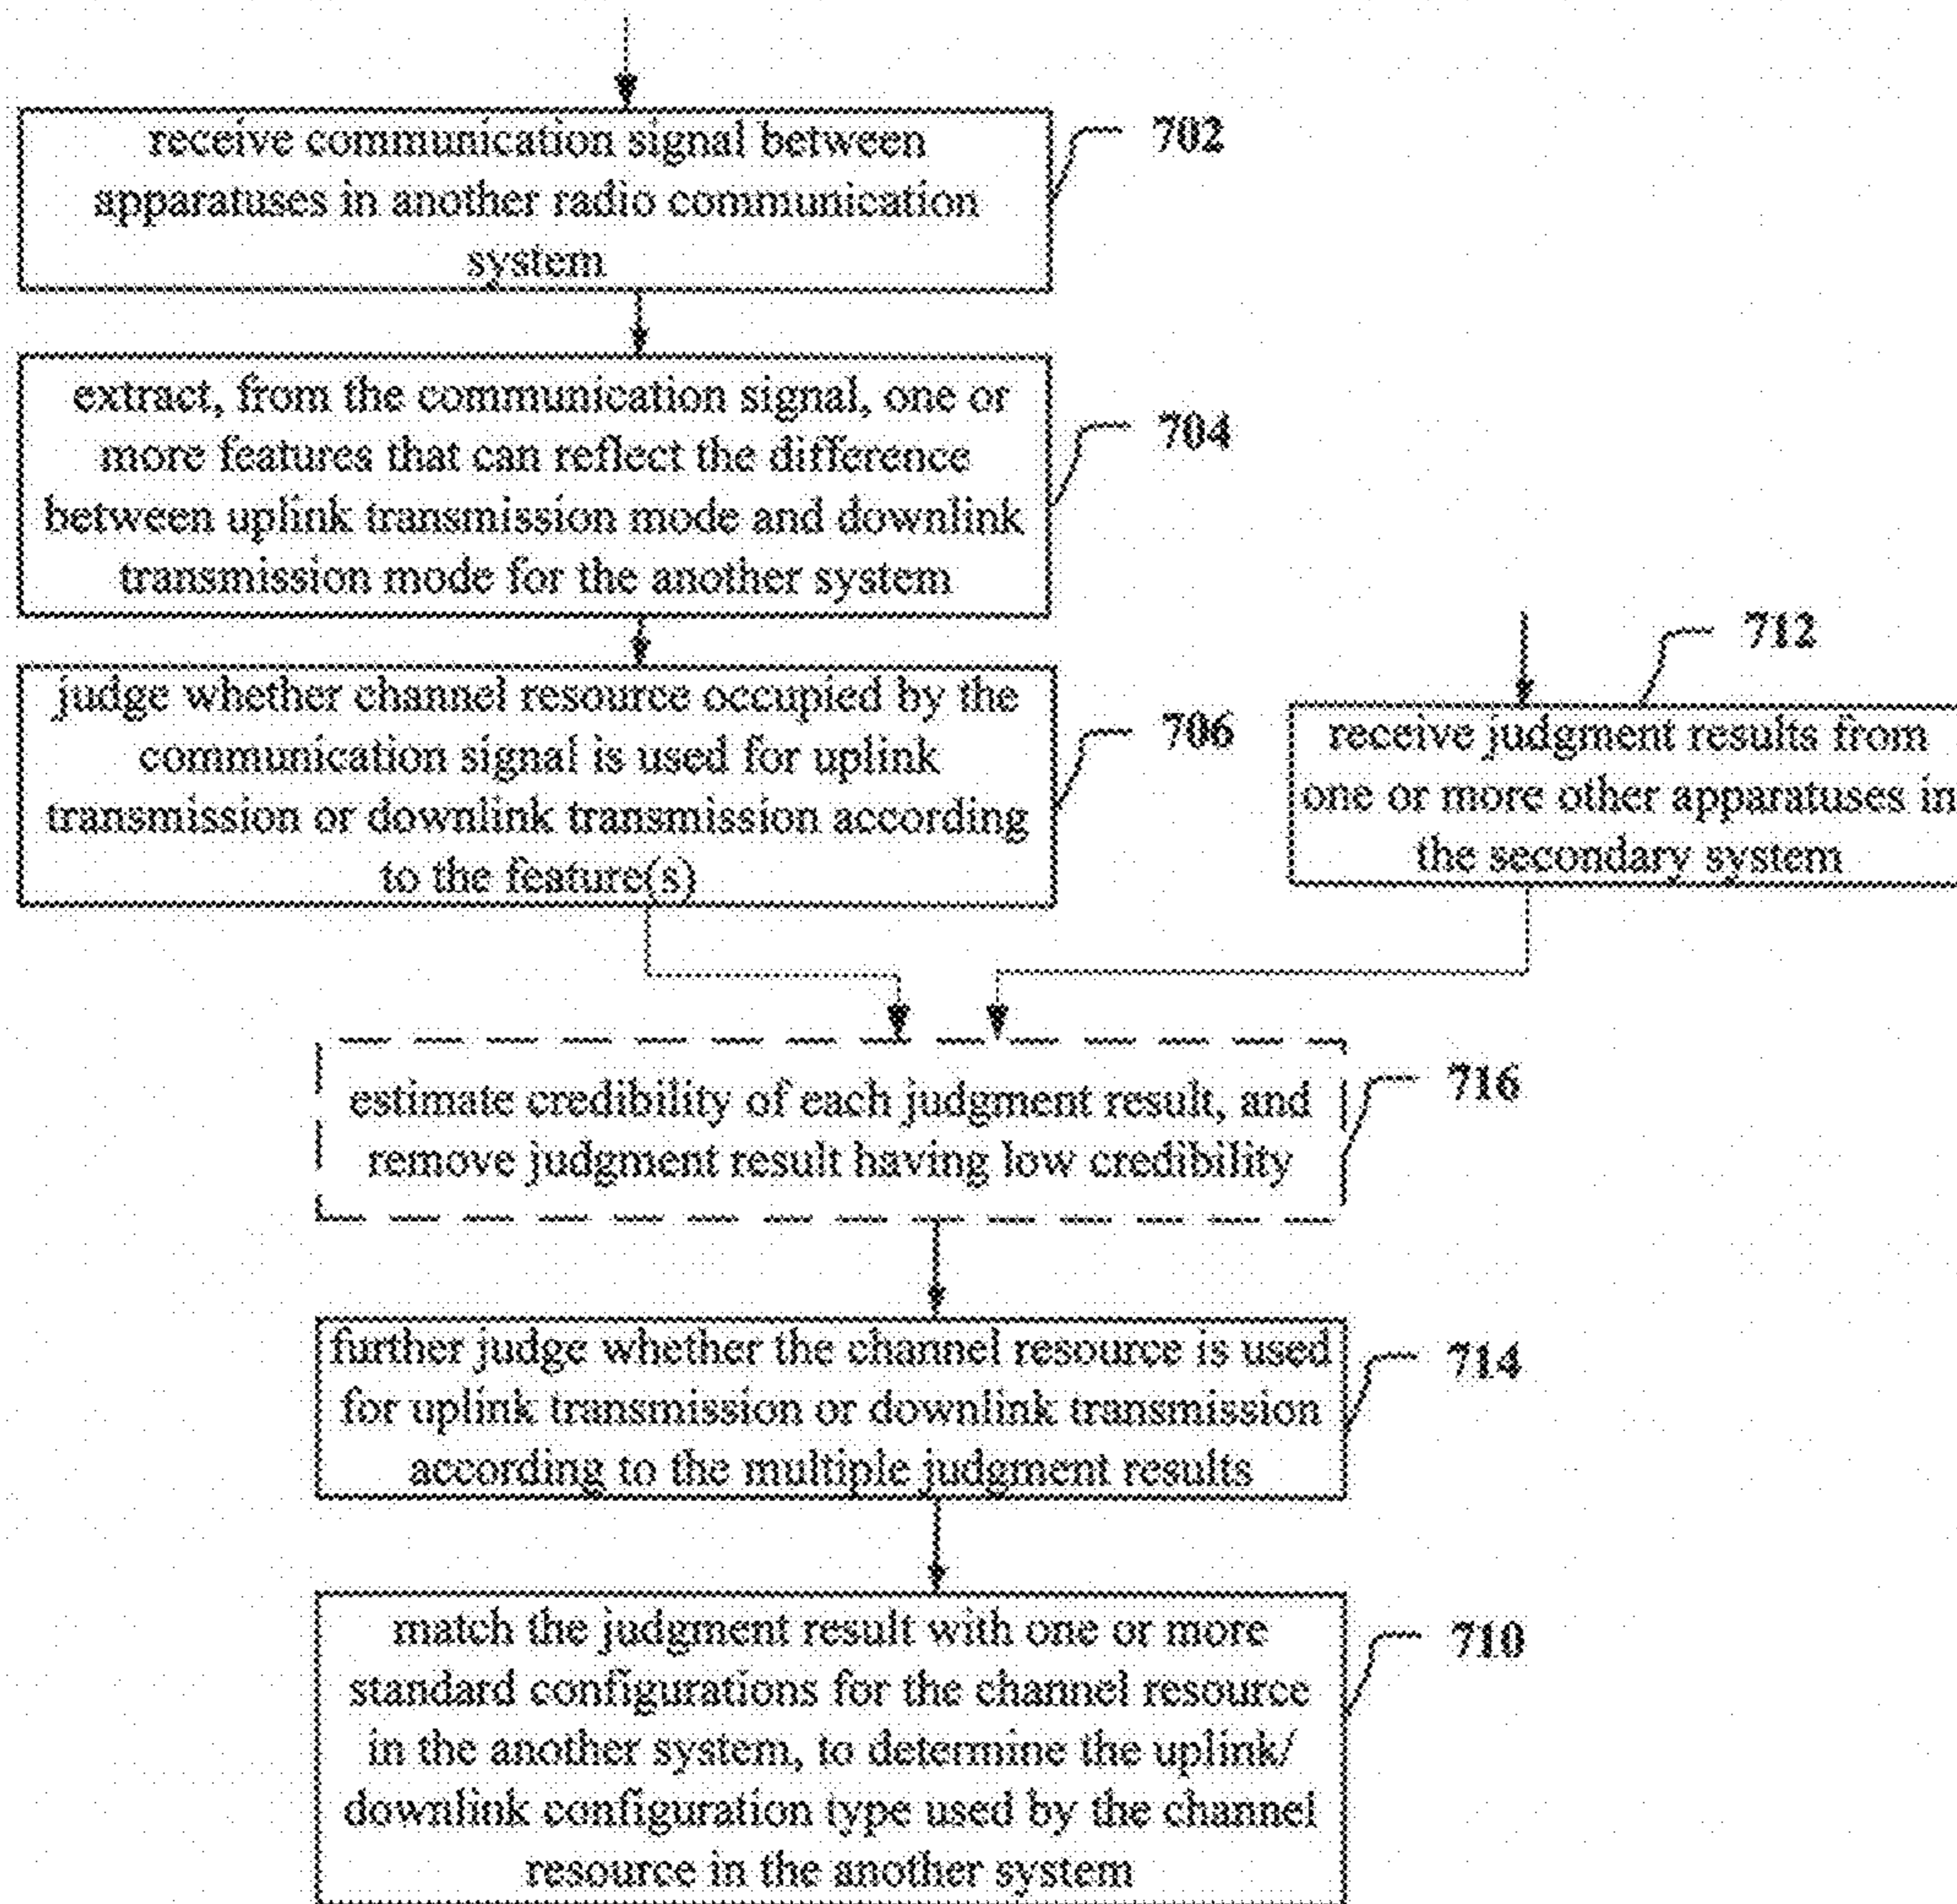 receive communication signal between
apparatuses in another radio communication
system
702
extract, from the communication signal, one or
more features that can reflect the difference
between uplink transmission mode and downlink
transmission mode for the another system
704
judge whether channel resource occupied by the
communication signal is used for uplink
transmission or downlink transmission according
to the feature(s)
706
712
receive judgment results from
one or more other apparatuses in
the secondary system
estimate credibility of each judgment result, and
remove judgment result having low credibility
716
further judge whether the channel resource is used
for uplink transmission or downlink transmission
according to the multiple judgment results
714
match the judgment result with one or more
standard configurations for the channel resource
in the another system, to determine the uplink/
downlink configuration type used by the channel
resource in the another system
710